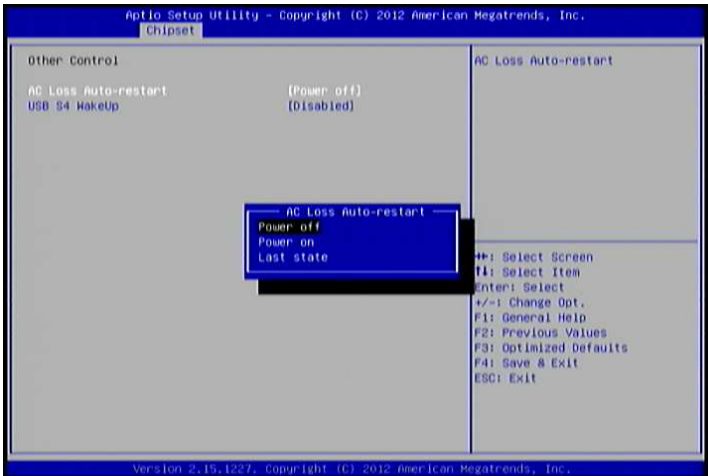 Aptio Setup Utility - Copyright (C) 2012 American Megatrends, Inc.
Chipset
Other Control
AC Loss Auto-restart [Power off]
USB S4 WakeUp [Disabled]
AC Loss Auto-restart
AC Loss Auto-restart
Power off
Power on
Last state
: Select Screen
↑↓: Select Item
Enter: Select
+/-: Change Opt.
F1: General Help
F2: Previous Values
F3: Optimized Defaults
F4: Save & Exit
ESC: Exit
Version 2.15.1227. Copyright (C) 2012 American Megatrends, Inc.